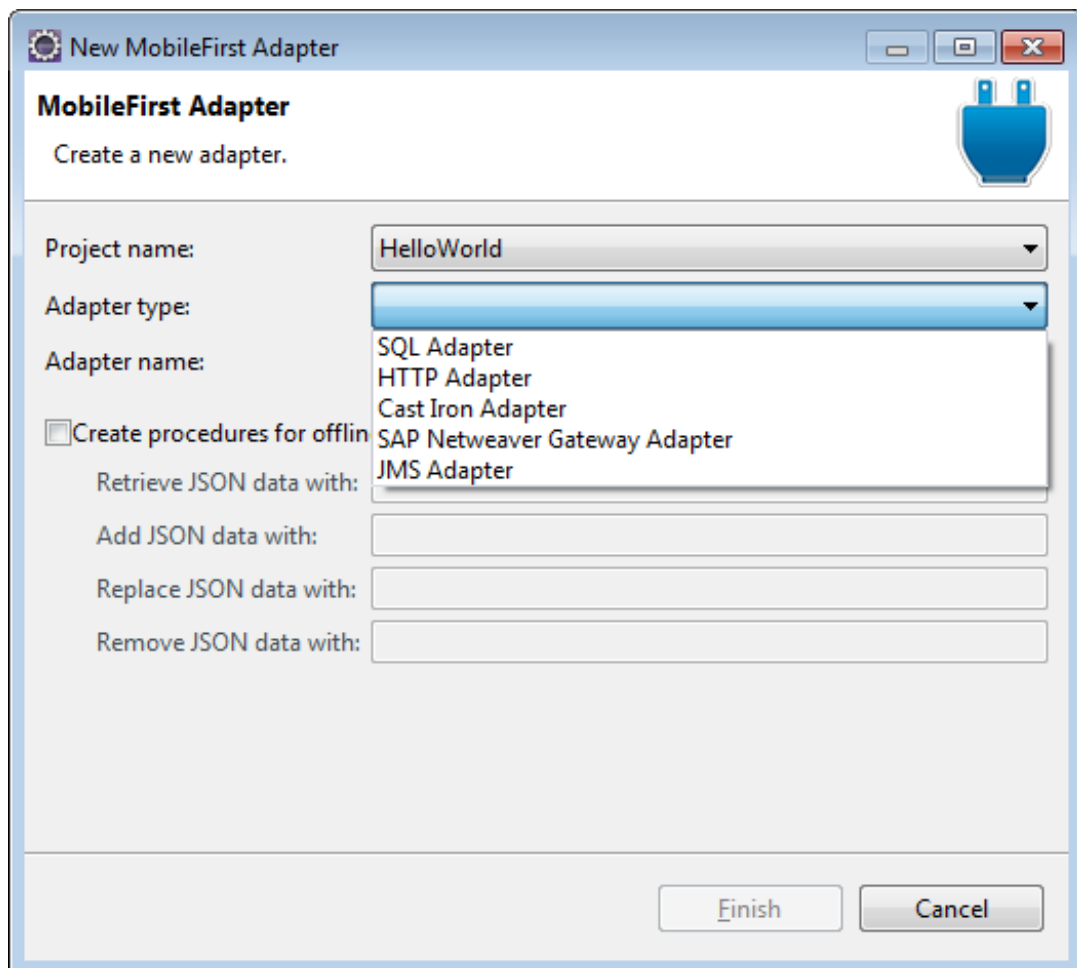 New MobileFirst Adapter
MobileFirst Adapter
Create a new adapter.
Project name:
HelloWorld
Adapter type:
Adapter name:
SQL Adapter
HTTP Adapter
Cast Iron Adapter
SAP Netweaver Gateway Adapter
JMS Adapter
Create procedures for offlin
Retrieve JSON data with:
Add JSON data with:
Replace JSON data with:
Remove JSON data with:
Finish
Cancel